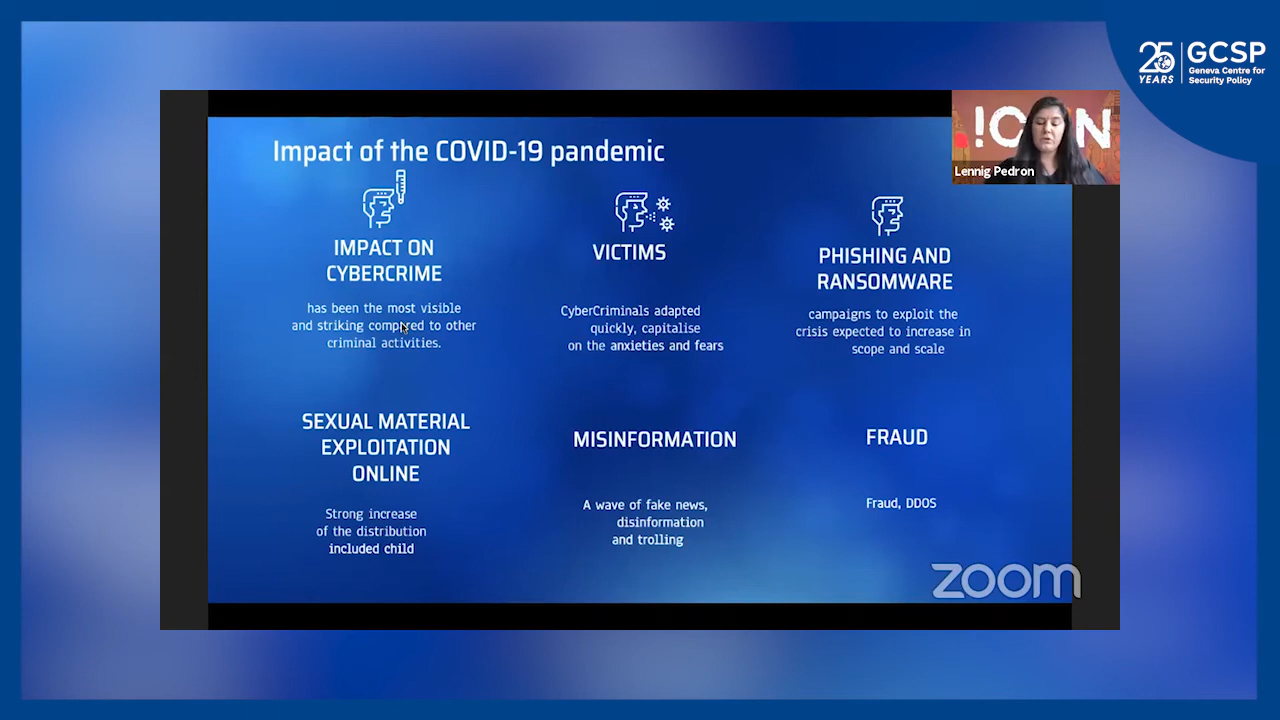 25
YEARS
GCSP
Geneva Centre for
Security Policy
Lennig Pedron
Impact of the COVID-19 pandemic
IMPACT ON
CYBERCRIME
has been the most visible
and striking compared to other
criminal activities.
VICTIMS
CyberCriminals adapted
quickly, capitalise
on the anxieties and fears
PHISHING AND
RANSOMWARE
campaigns to exploit the
crisis expected to increase in
scope and scale
SEXUAL MATERIAL
EXPLOITATION
ONLINE
Strong increase
of the distribution
included child
MISINFORMATION
A wave of fake news,
disinformation
and trolling
FRAUD
Fraud, DDOS
zoom